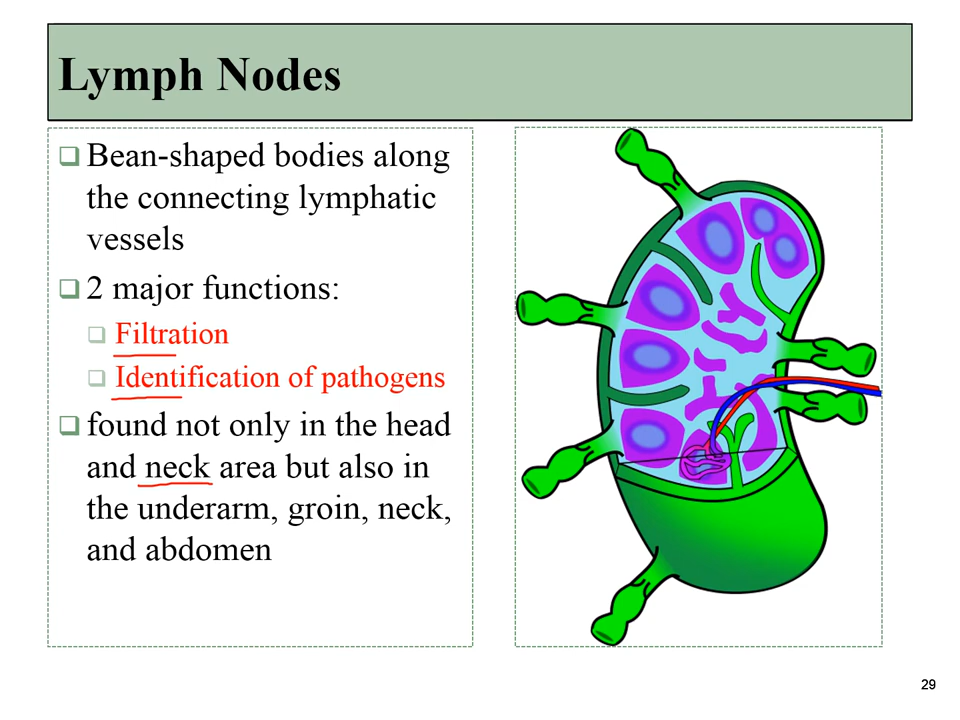 Lymph Nodes
Bean-shaped bodies along
the connecting lymphatic
vessels
2 major functions:
Filtration
Identification of pathogens
found not only in the head
and neck area but also in
the underarm, groin, neck,
and abdomen
29